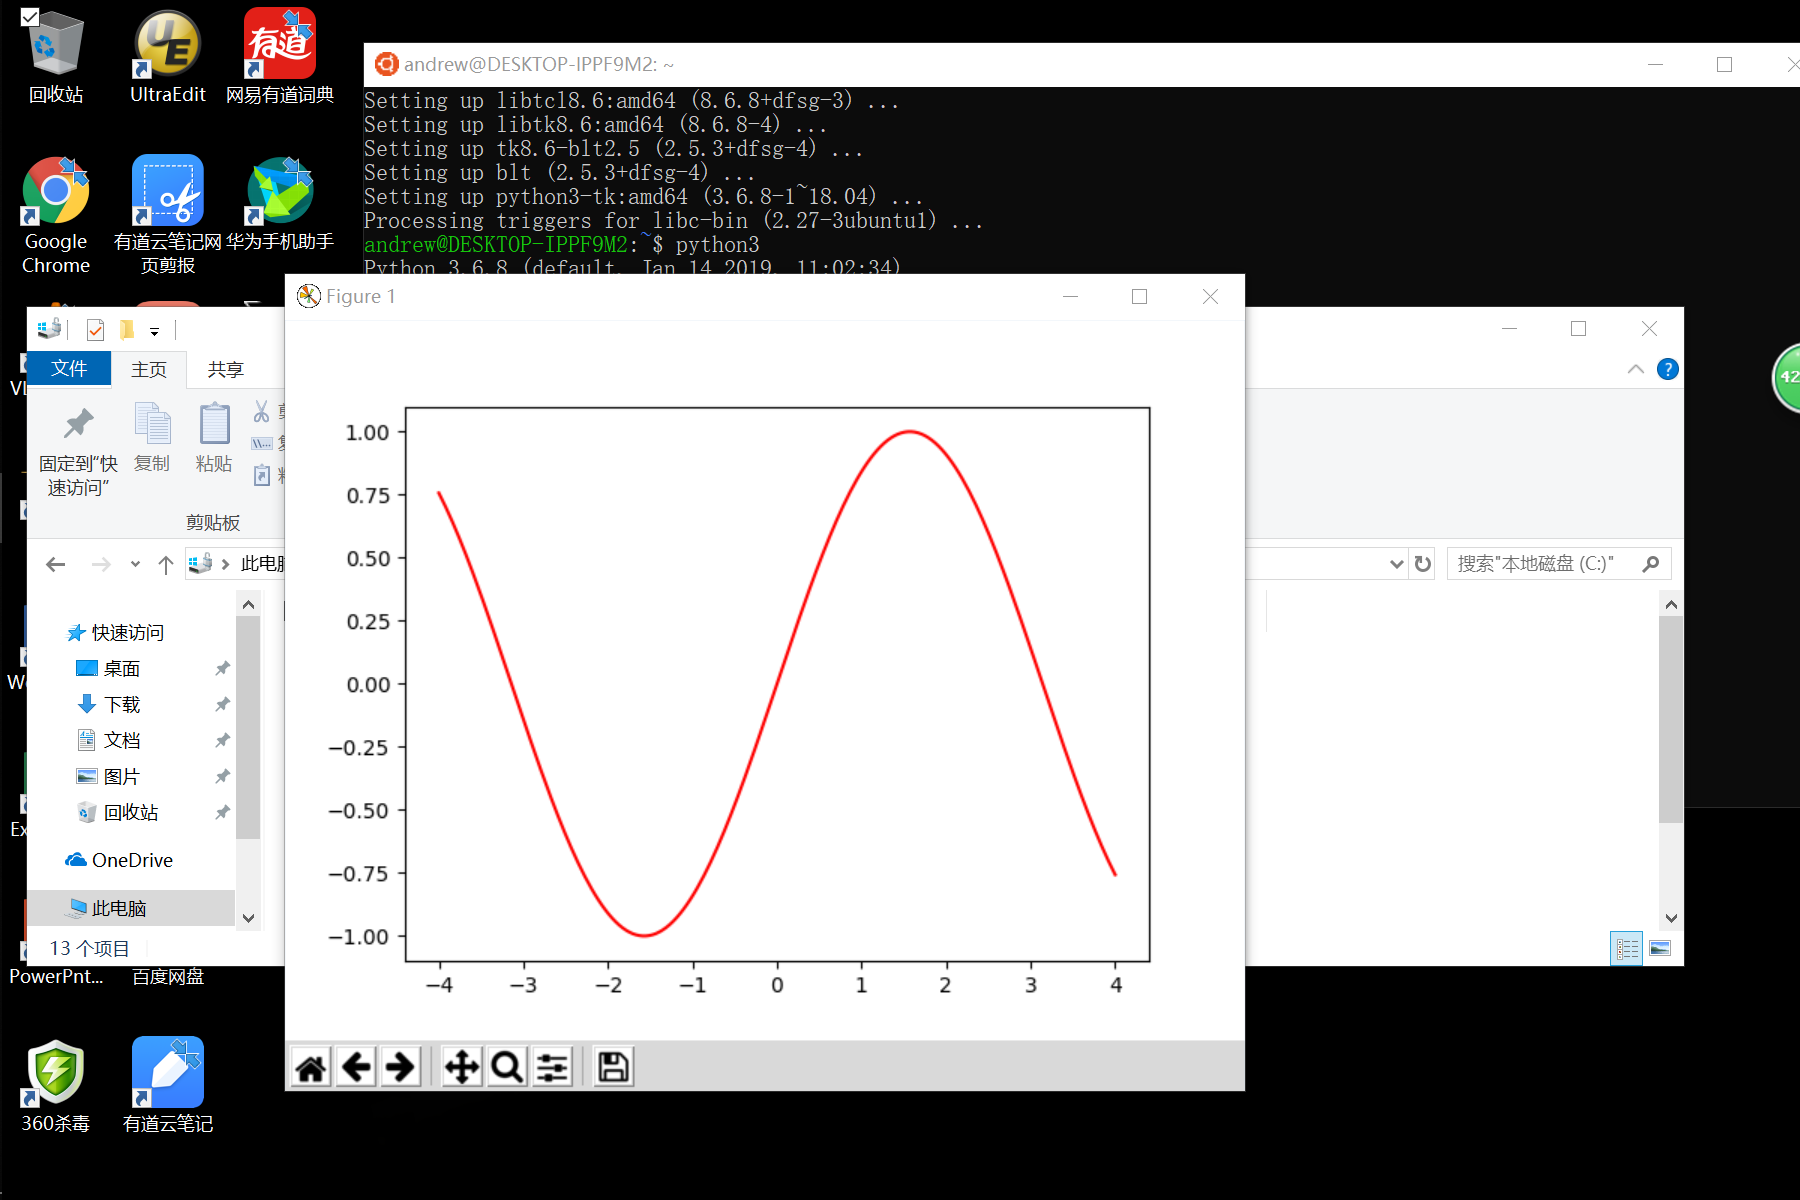 回收站
UltraEdit
网易有道词典
Google
Chrome
有道云笔记网
页剪报
华为手机助手
andrew@DESKTOP-IPPF9M2: ~
Setting up libtcl8.6:amd64 (8.6.8+dfsg-3) ...
Setting up libtk8.6:amd64 (8.6.8-4) ...
Setting up tk8.6-blt2.5 (2.5.3+dfsg-4) ...
Setting up blt (2.5.3+dfsg-4) ...
Setting up python3-tk:amd64 (3.6.8-1~18.04) ...
Processing triggers for libc-bin (2.27-3ubuntu1) ...
andrew@DESKTOP-IPPF9M2:~$ python3
Python 3.6.8 (default, Jan 14 2019, 11:02:34)
Figure 1
1.00
0.75
0.50
0.25
0.00
−0.25
−0.50
−0.75
−1.00
−4 −3 −2 −1 0 1 2 3 4
文件 主页 共享
固定到"快
速访问"
复制
粘贴
剪贴板
此电脑
搜索"本地磁盘 (C:)"
快速访问
桌面
下载
文档
图片
回收站
OneDrive
此电脑
13 个项目
PowerPnt...
百度网盘
360杀毒
有道云笔记
有道
UE
42